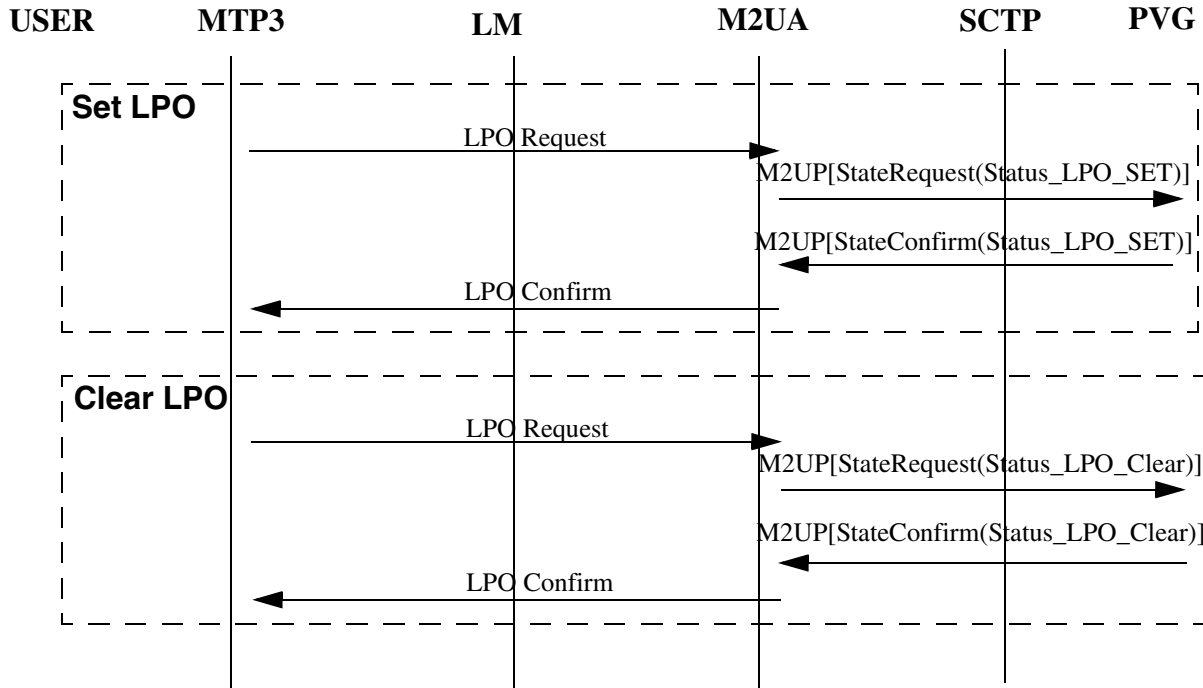 USER MTP3 LM M2UA SCTP PVG
Set LPO
LPO Request
M2UP[StateRequest(Status_LPO_SET)]
M2UP[StateConfirm(Status_LPO_SET)]
LPO Confirm
Clear LPO
LPO Request
M2UP[StateRequest(Status_LPO_Clear)]
M2UP[StateConfirm(Status_LPO_Clear)]
LPO Confirm